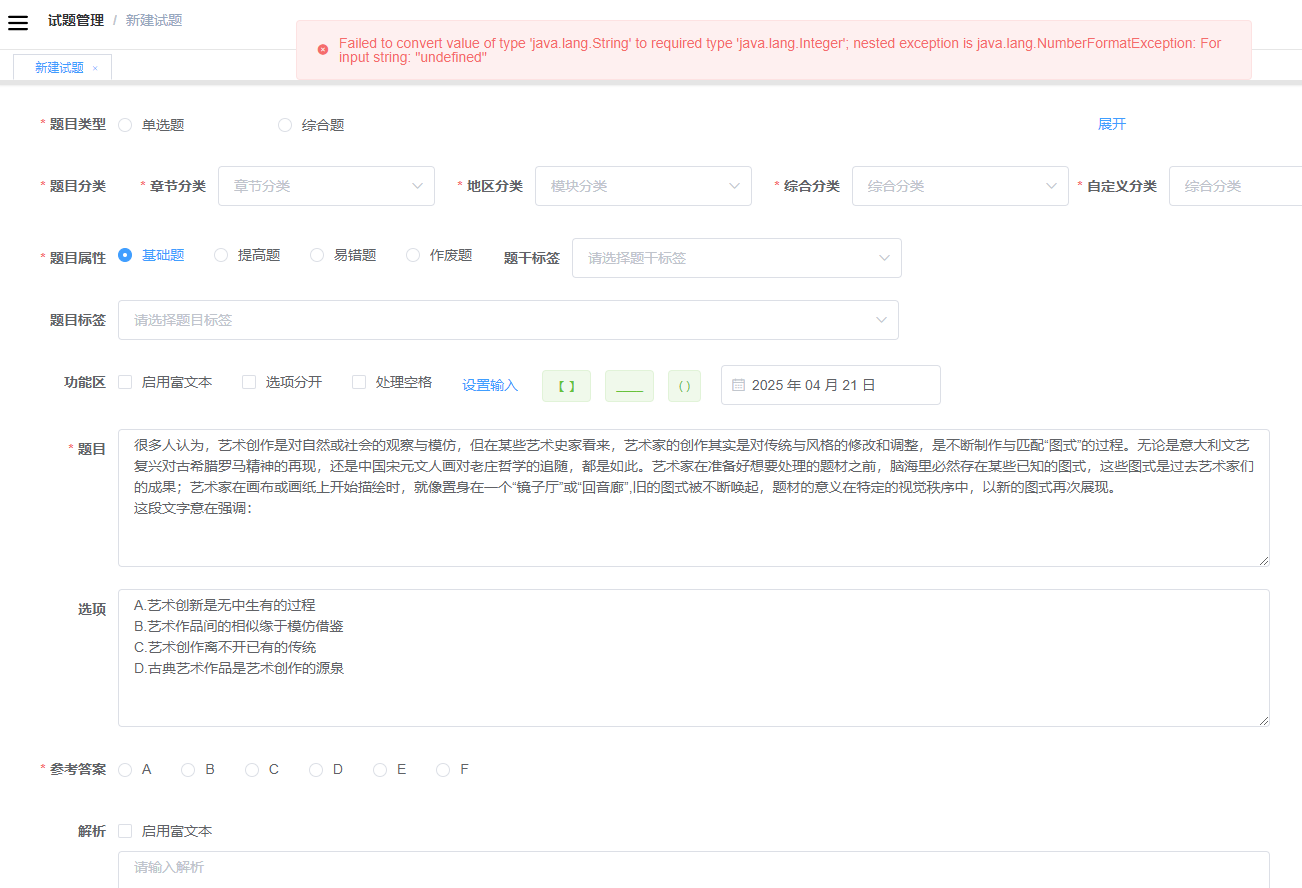 试题管理 / 新建试题
Failed to convert value of type 'java.lang.String' to required type 'java.lang.Integer'; nested exception is java.lang.NumberFormatException: For
input string: "undefined"
新建试题 ×
* 题目类型 单选题 综合题 展开
* 题目分类 * 章节分类 章节分类 * 地区分类 模块分类 * 综合分类 综合分类 * 自定义分类 综合分类
* 题目属性 基础题 提高题 易错题 作废题 题干标签 请选择题干标签
题目标签 请选择题目标签
功能区 启用富文本 选项分开 处理空格 设置输入 【 】 ____ ( ) 2025 年 04 月 21 日
* 题目 很多人认为，艺术创作是对自然或社会的观察与模仿，但在某些艺术史家看来，艺术家的创作其实是对传统与风格的修改和调整，是不断制作与匹配“图式”的过程。无论是意大利文艺
复兴对古希腊罗马精神的再现，还是中国宋元文人画对老庄哲学的追随，都是如此。艺术家在准备好想要处理的题材之前，脑海里必然存在某些已知的图式，这些图式是过去艺术家们
的成果；艺术家在画布或画纸上开始描绘时，就像置身在一个“镜子厅”或“回音廊”,旧的图式被不断唤起，题材的意义在特定的视觉秩序中，以新的图式再次展现。
这段文字意在强调：
选项 A.艺术创新是无中生有的过程
B.艺术作品间的相似缘于模仿借鉴
C.艺术创作离不开已有的传统
D.古典艺术作品是艺术创作的源泉
* 参考答案 A B C D E F
解析 启用富文本
请输入解析